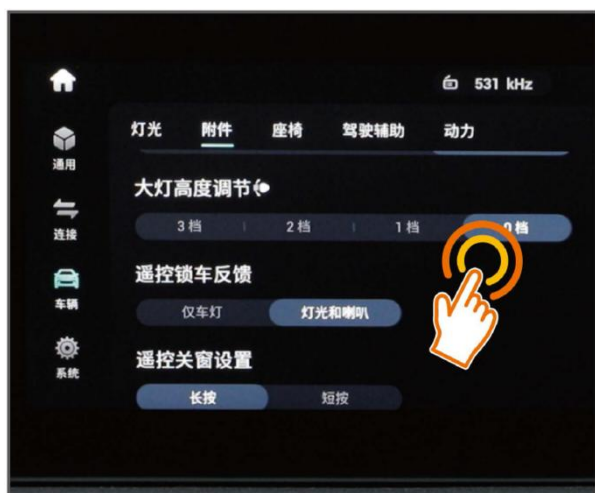 531 kHz
灯光 附件 座椅 驾驶辅助 动力
通用
大灯高度调节
3档 2档 1档 0档
连接
遥控锁车反馈
仅车灯 灯光和喇叭
车辆
遥控关窗设置
系统
长按 短按